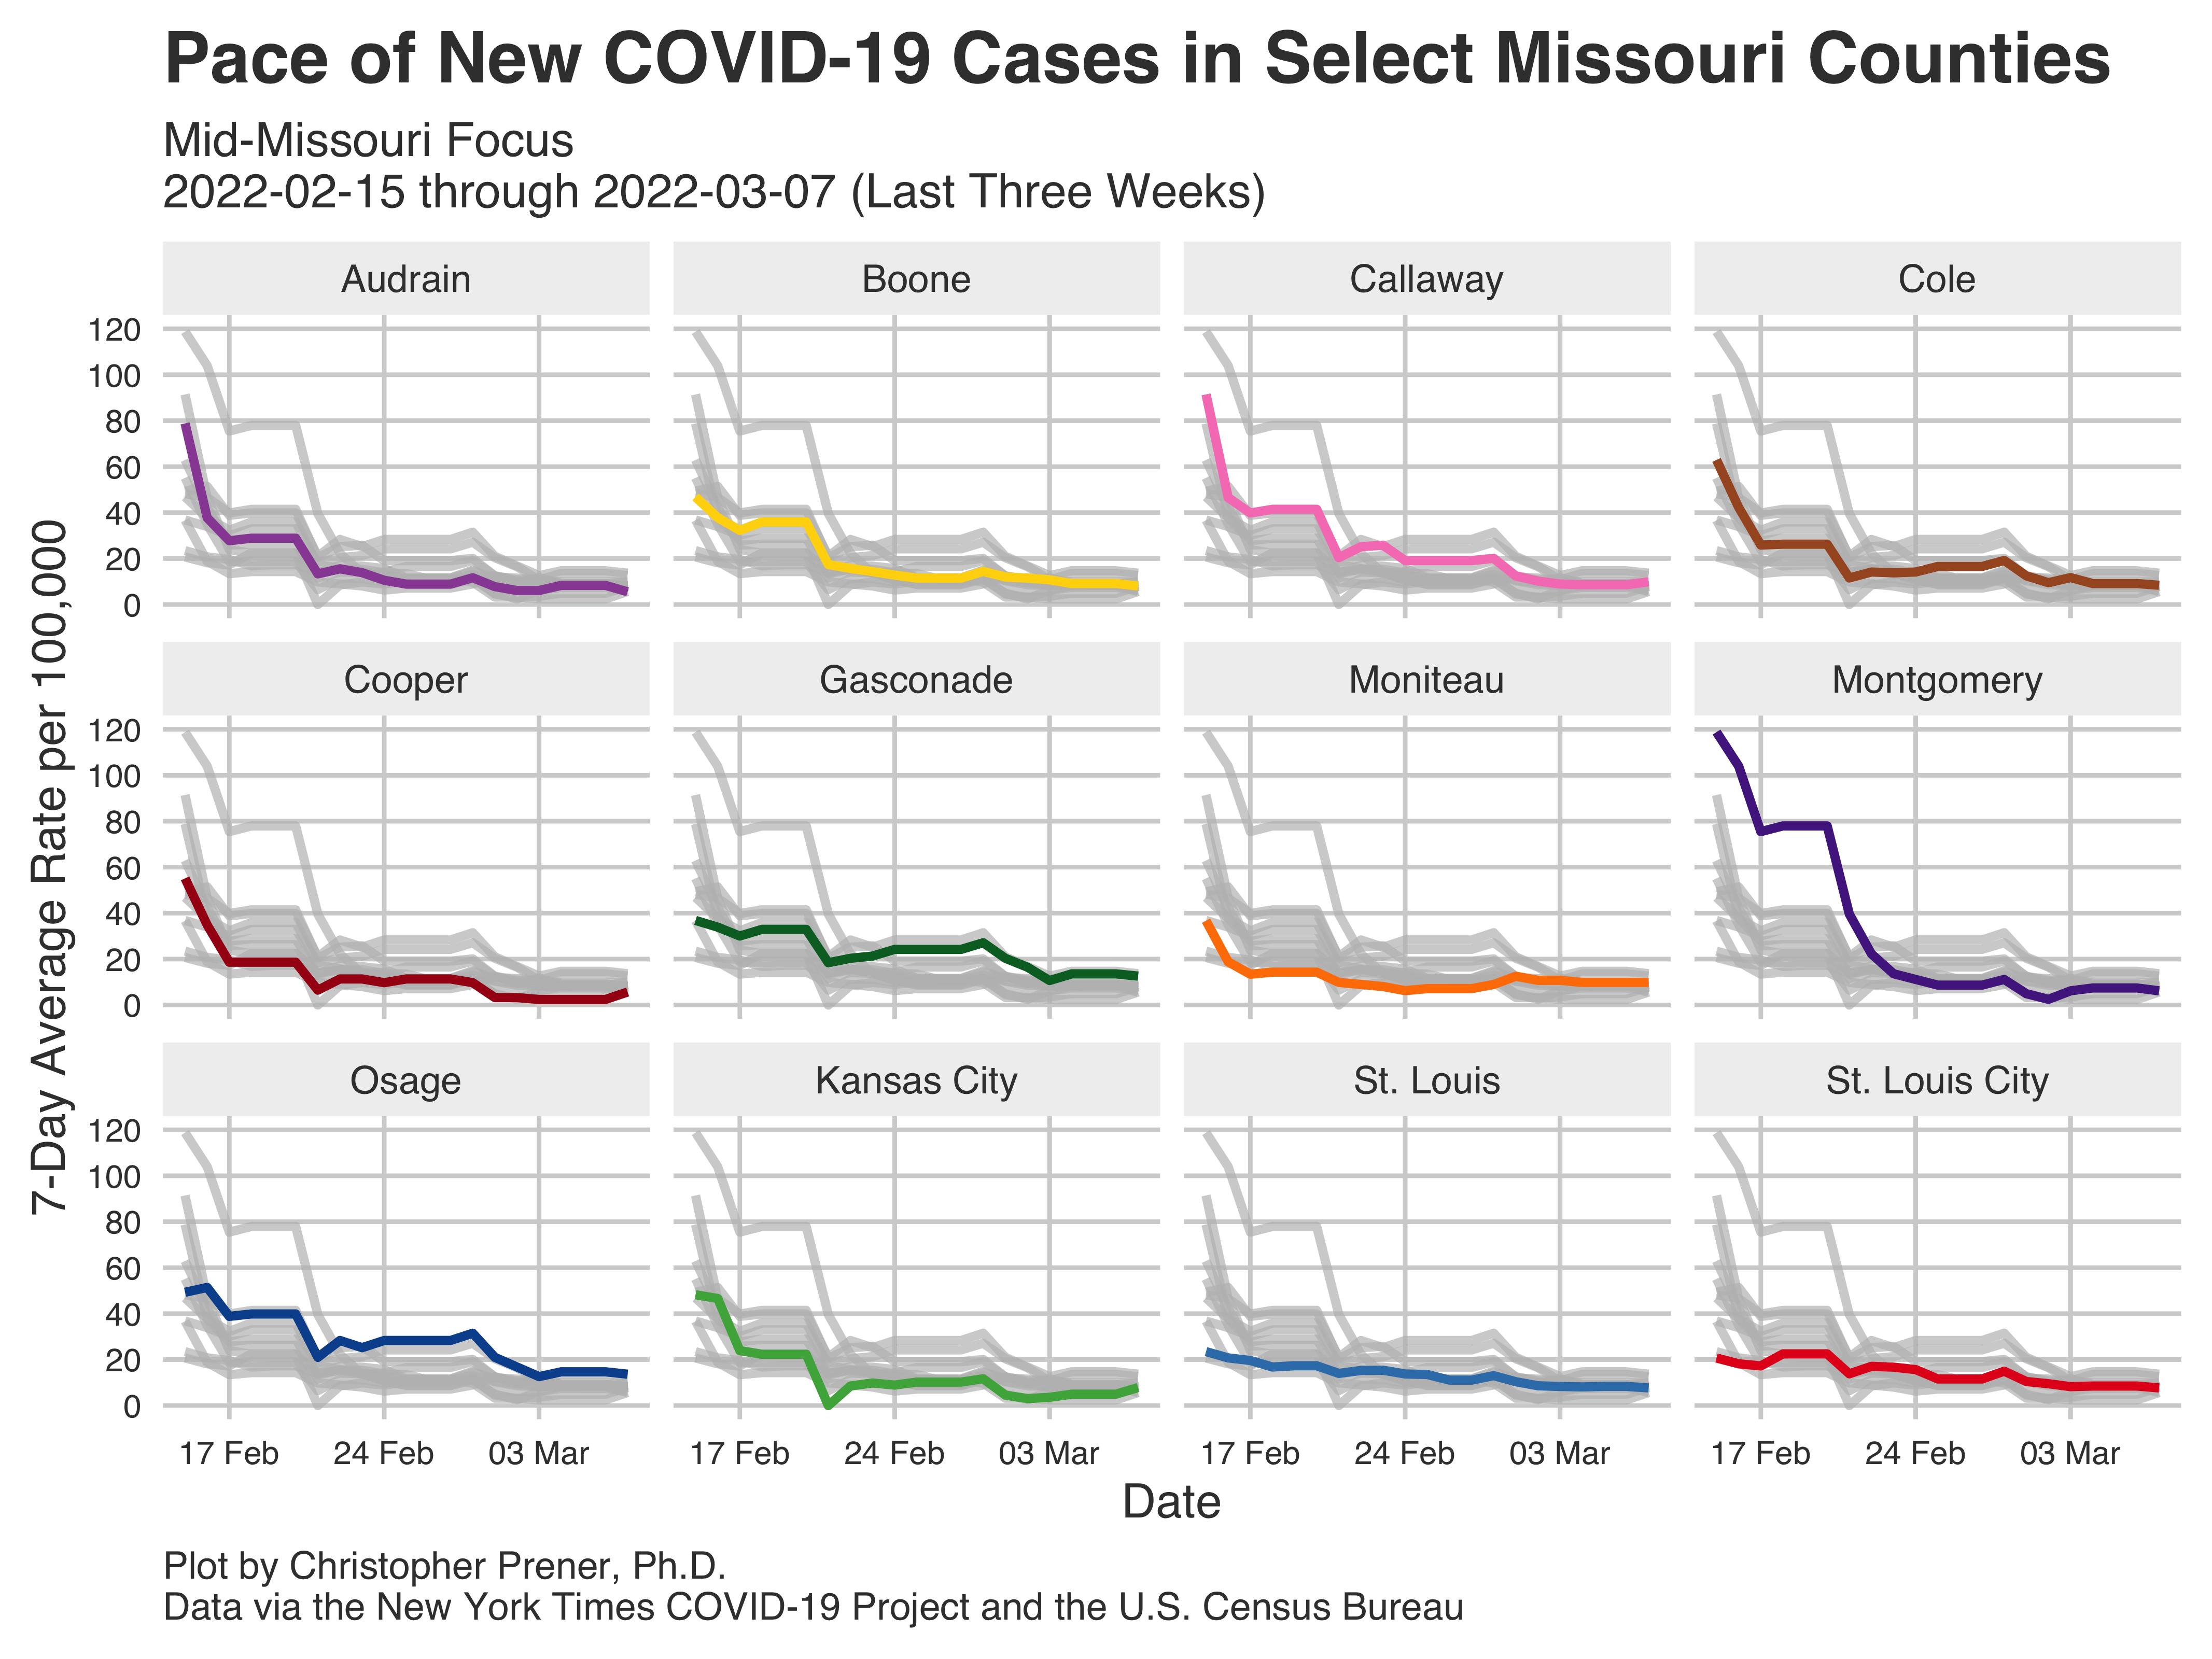 Pace of New COVID-19 Cases in Select Missouri Counties
Mid-Missouri Focus
2022-02-15 through 2022-03-07 (Last Three Weeks)
7-Day Average Rate per 100,000
Audrain
Boone
Callaway
Cole
120
100
80
60
40
20
0
Cooper
Gasconade
Moniteau
Montgomery
120
100
80
60
40
20
0
Osage
Kansas City
St. Louis
St. Louis City
120
100
80
60
40
20
0
17 Feb 24 Feb 03 Mar
17 Feb 24 Feb 03 Mar
17 Feb 24 Feb 03 Mar
17 Feb 24 Feb 03 Mar
Date
Plot by Christopher Prener, Ph.D.
Data via the New York Times COVID-19 Project and the U.S. Census Bureau